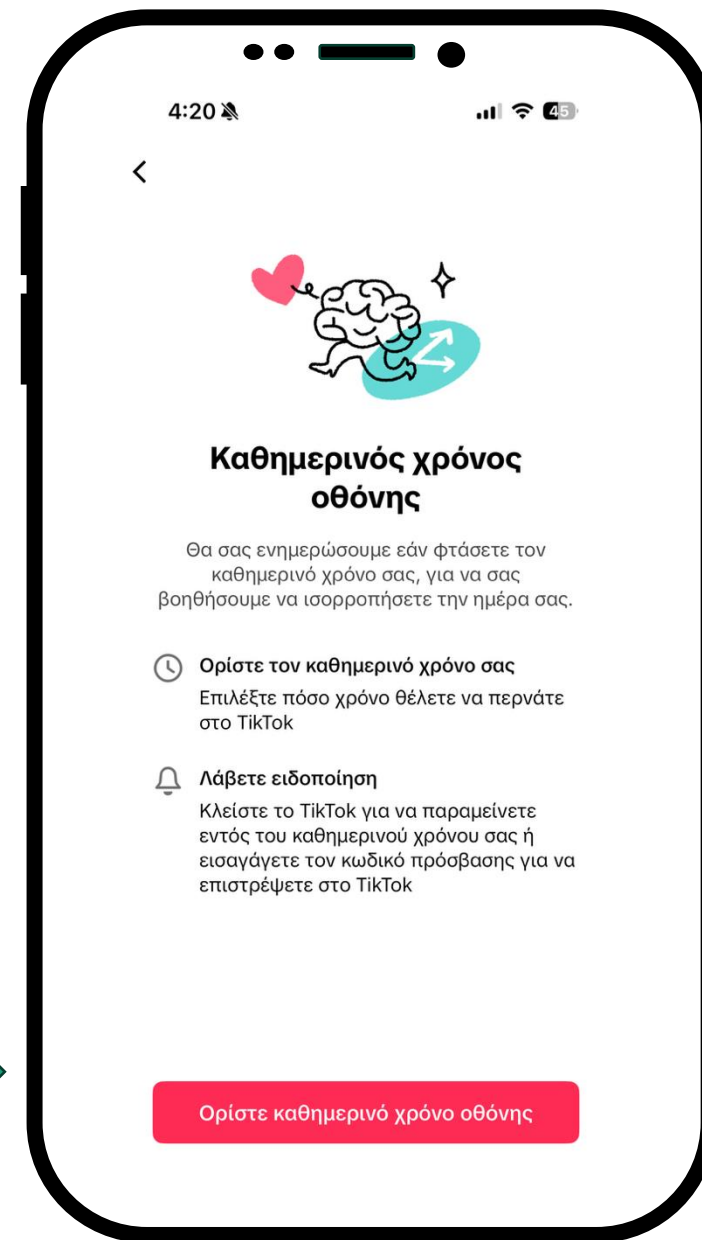 4:20
45
Καθημερινός χρόνος
οθόνης
Θα σας ενημερώσουμε εάν φτάσετε τον
καθημερινό χρόνο σας, για να σας
βοηθήσουμε να ισορροπήσετε την ημέρα σας.
Ορίστε τον καθημερινό χρόνο σας
Επιλέξτε πόσο χρόνο θέλετε να περνάτε
στο TikTok
Λάβετε ειδοποίηση
Κλείστε το TikTok για να παραμείνετε
εντός του καθημερινού χρόνου σας ή
εισαγάγετε τον κωδικό πρόσβασης για να
επιστρέψετε στο TikTok
Ορίστε καθημερινό χρόνο οθόνης